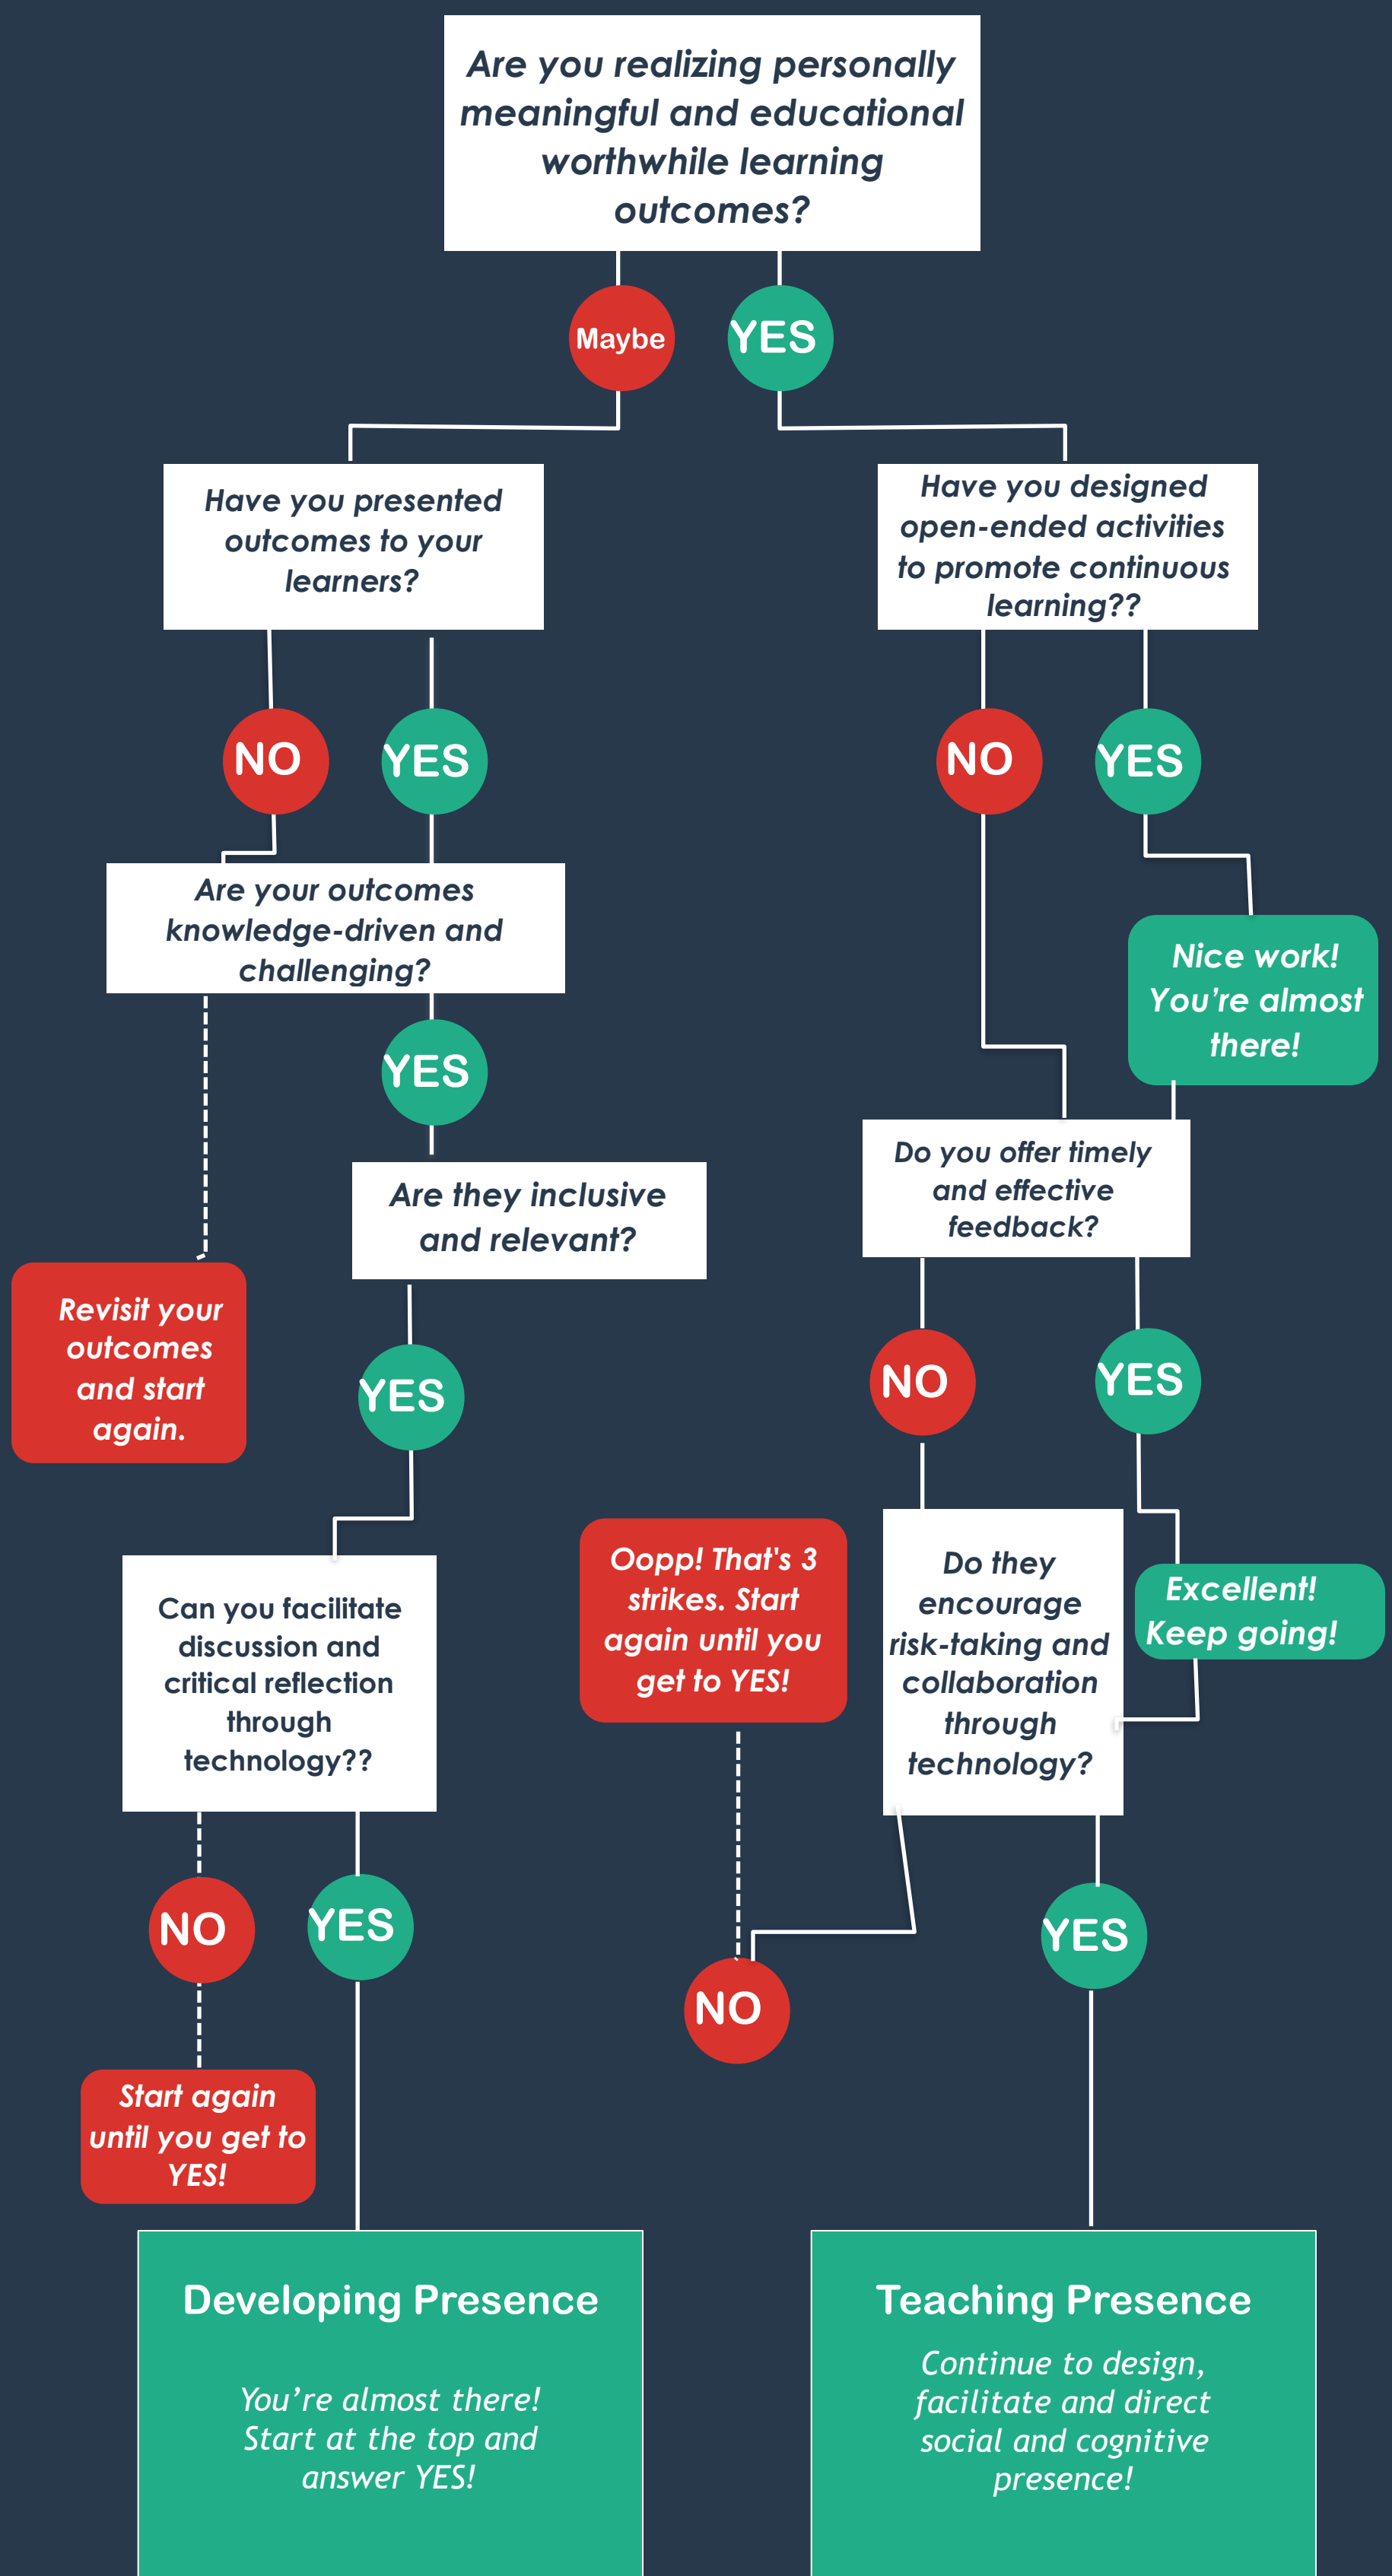 Are you realizing personally
meaningful and educational
worthwhile learning
outcomes?
Maybe
YES
Have you presented
outcomes to your
learners?
Have you designed
open-ended activities
to promote continuous
learning??
NO
YES
NO
YES
Are your outcomes
knowledge-driven and
challenging?
Nice work!
You’re almost
there!
YES
Do you offer timely
and effective
feedback?
Are they inclusive
and relevant?
Revisit your
outcomes
and start
again.
YES
NO
YES
Oopp! That's 3
strikes. Start
again until you
get to YES!
Do they
encourage
risk-taking and
collaboration
through
technology?
Excellent!
Keep going!
Can you facilitate
discussion and
critical reflection
through
technology??
NO
YES
NO
YES
Start again
until you get to
YES!
Developing Presence
You’re almost there!
Start at the top and
answer YES!
Teaching Presence
Continue to design,
facilitate and direct
social and cognitive
presence!